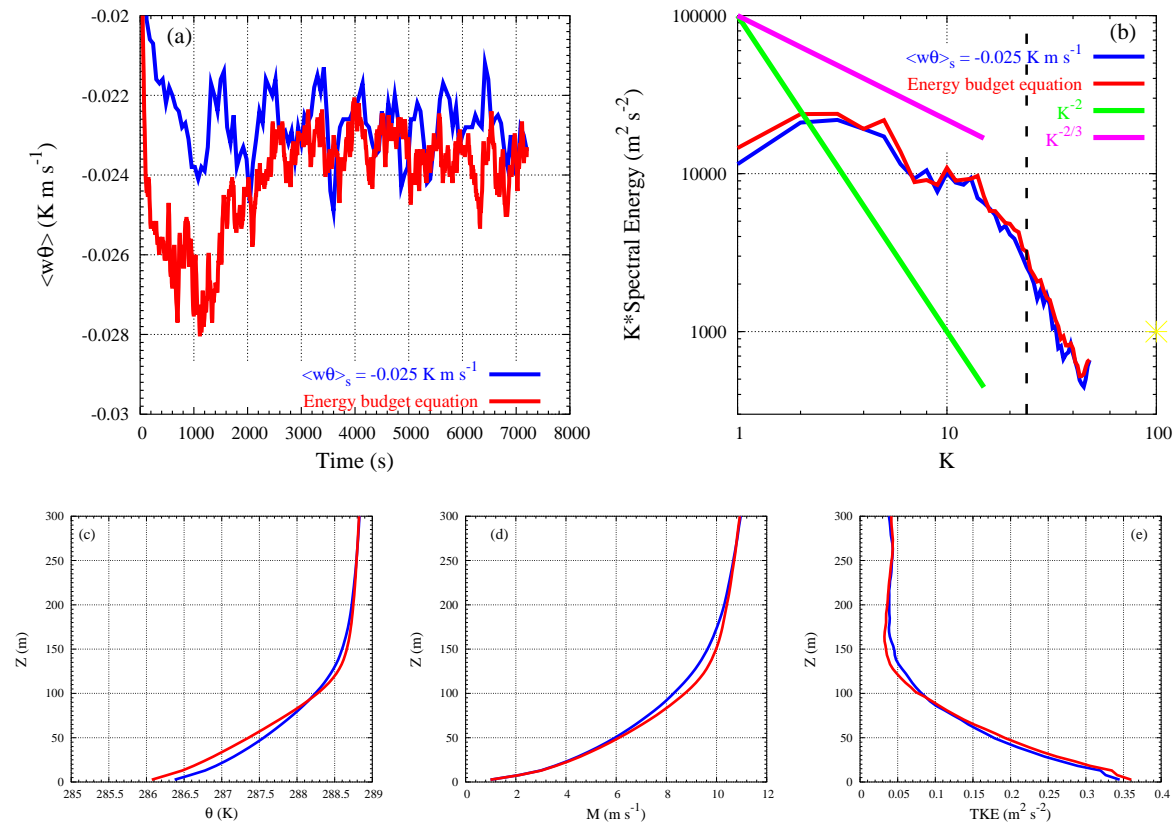 (a)
-0.02
-0.022
-0.024
-0.026
-0.028
-0.03
<wθ> (K m s⁻¹)
<wθ>ₛ = -0.025 K m s⁻¹
Energy budget equation
0 1000 2000 3000 4000 5000 6000 7000 8000
Time (s)
(b)
100000
10000
1000
K*Spectral Energy (m² s⁻²)
<wθ>ₛ = -0.025 K m s⁻¹
Energy budget equation
K⁻²
K⁻²/³
1 10 100
K
(c)
300
250
200
150
100
50
0
Z (m)
285 285.5 286 286.5 287 287.5 288 288.5 289
θ (K)
(d)
300
250
200
150
100
50
0
Z (m)
0 2 4 6 8 10 12
M (m s⁻¹)
(e)
300
250
200
150
100
50
0
Z (m)
0 0.05 0.1 0.15 0.2 0.25 0.3 0.35 0.4
TKE (m² s⁻²)